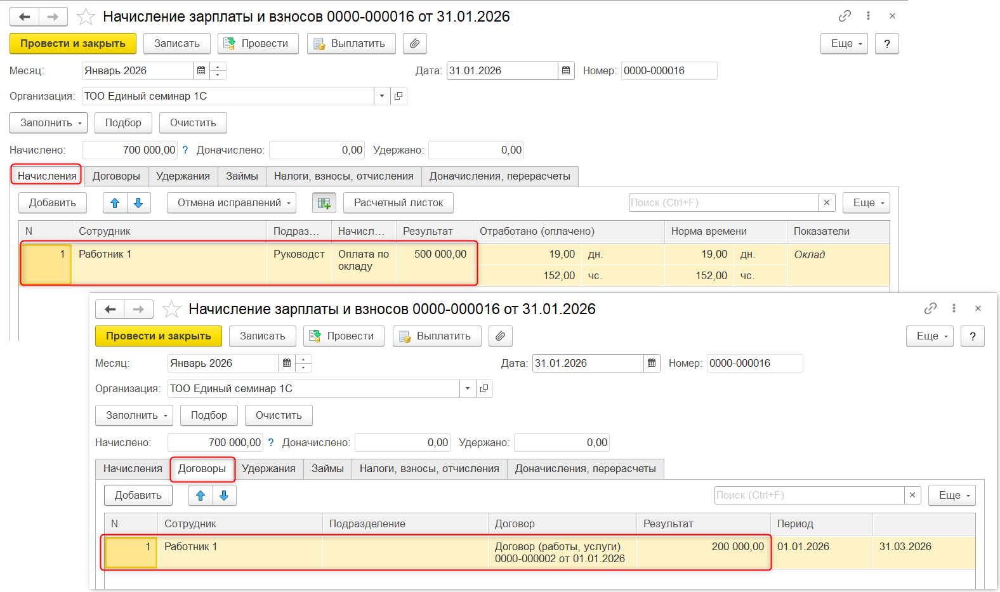 Начисление зарплаты и взносов 0000-000016 от 31.01.2026
Провести и закрыть Записать Провести Выплатить Еще ?
Месяц: Январь 2026 Дата: 31.01.2026 Номер: 0000-000016
Организация: ТОО Единый семинар 1С
Заполнить Подбор Очистить
Начислено: 700 000,00 ? Доначислено: 0,00 Удержано: 0,00
Начисления Договоры Удержания Займы Налоги, взносы, отчисления Доначисления, перерасчеты
Добавить Отмена исправлений Расчетный листок Поиск (Ctrl+F) × Еще
N Сотрудник Подраз... Начисл... Результат Отработано (оплачено) Норма времени Показатели
1 Работник 1 Руководст Оплата по 500 000,00 19,00 дн. 19,00 дн. Оклад
окладу
152,00 чс. 152,00 чс.
Начисление зарплаты и взносов 0000-000016 от 31.01.2026
Провести и закрыть Записать Провести Выплатить Еще ?
Месяц: Январь 2026 Дата: 31.01.2026 Номер: 0000-000016
Организация: ТОО Единый семинар 1С
Заполнить Подбор Очистить
Начислено: 700 000,00 ? Доначислено: 0,00 Удержано: 0,00
Начисления Договоры Удержания Займы Налоги, взносы, отчисления Доначисления, перерасчеты
Добавить Поиск (Ctrl+F) × Еще
N Сотрудник Подразделение Договор Результат Период
1 Работник 1 Договор (работы, услуги) 200 000,00 01.01.2026 31.03.2026
0000-000002 от 01.01.2026